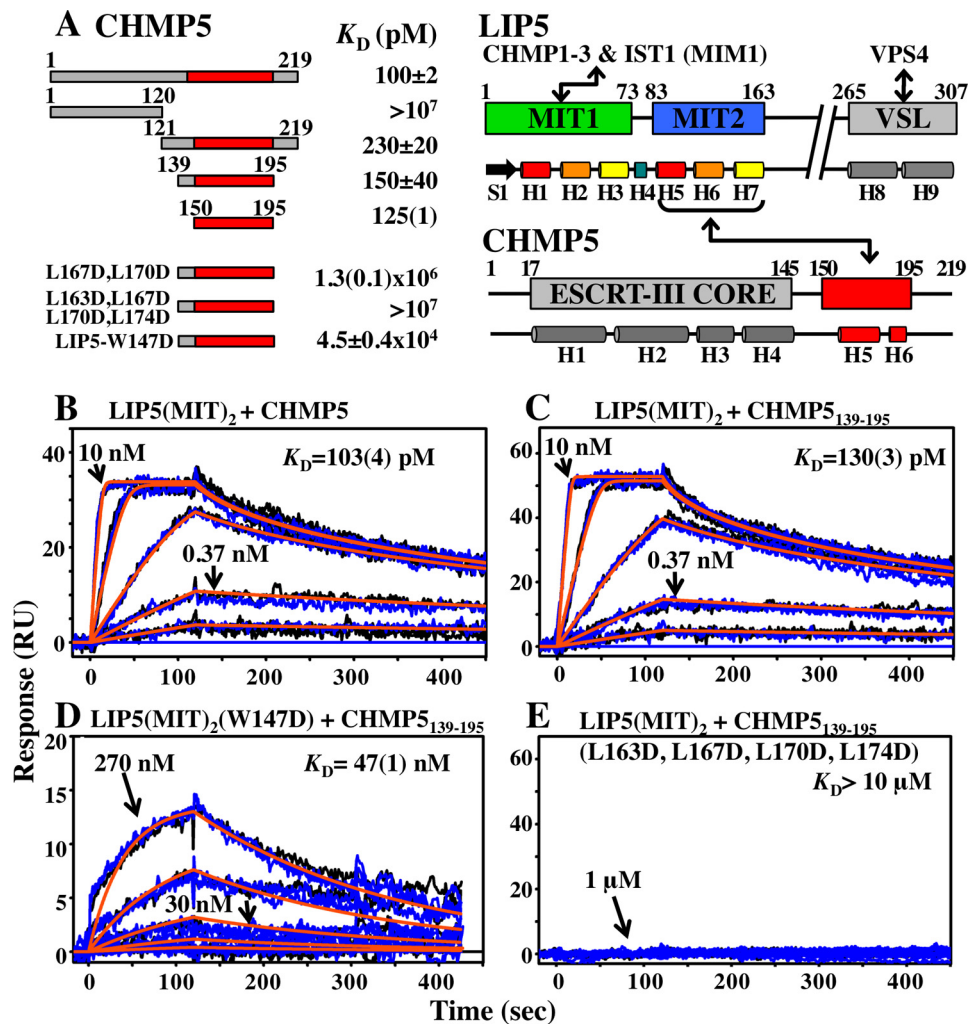 A CHMP5
K_D (pM)
1 219
100±2
1 120
>10⁷
121 219
230±20
139 195
150±40
150 195
125(1)
L167D,L170D
1.3(0.1)x10⁶
L163D,L167D
L170D,L174D
>10⁷
LIP5-W147D
4.5±0.4x10⁴
LIP5
CHMP1-3 & IST1 (MIM1)
VPS4
1 73 83 163 265 307
MIT1 MIT2 VSL
S1 H1 H2 H3 H4 H5 H6 H7 H8 H9
CHMP5
1 17 145 150 195 219
ESCRT-III CORE
H1 H2 H3 H4 H5 H6
B LIP5(MIT)₂ + CHMP5
10 nM
K_D=103(4) pM
0.37 nM
40
20
0
0 100 200 300 400
C LIP5(MIT)₂ + CHMP5₁₃₉₋₁₉₅
10 nM
K_D=130(3) pM
0.37 nM
60
40
20
0
0 100 200 300 400
D LIP5(MIT)₂(W147D) + CHMP5₁₃₉₋₁₉₅
270 nM
K_D= 47(1) nM
30 nM
20
15
10
5
0
0 100 200 300 400
E LIP5(MIT)₂ + CHMP5₁₃₉₋₁₉₅
(L163D, L167D, L170D, L174D)
K_D> 10 µM
1 µM
60
40
20
0
0 100 200 300 400
Response (RU)
Time (sec)